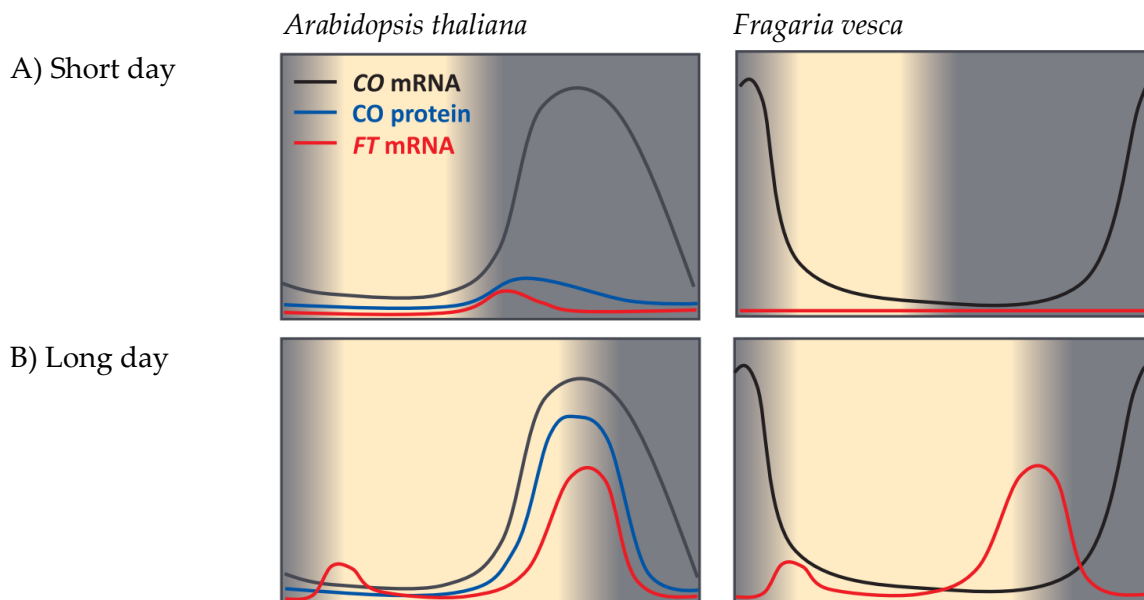 Arabidopsis thaliana
Fragaria vesca
A) Short day
CO mRNA
CO protein
FT mRNA
B) Long day